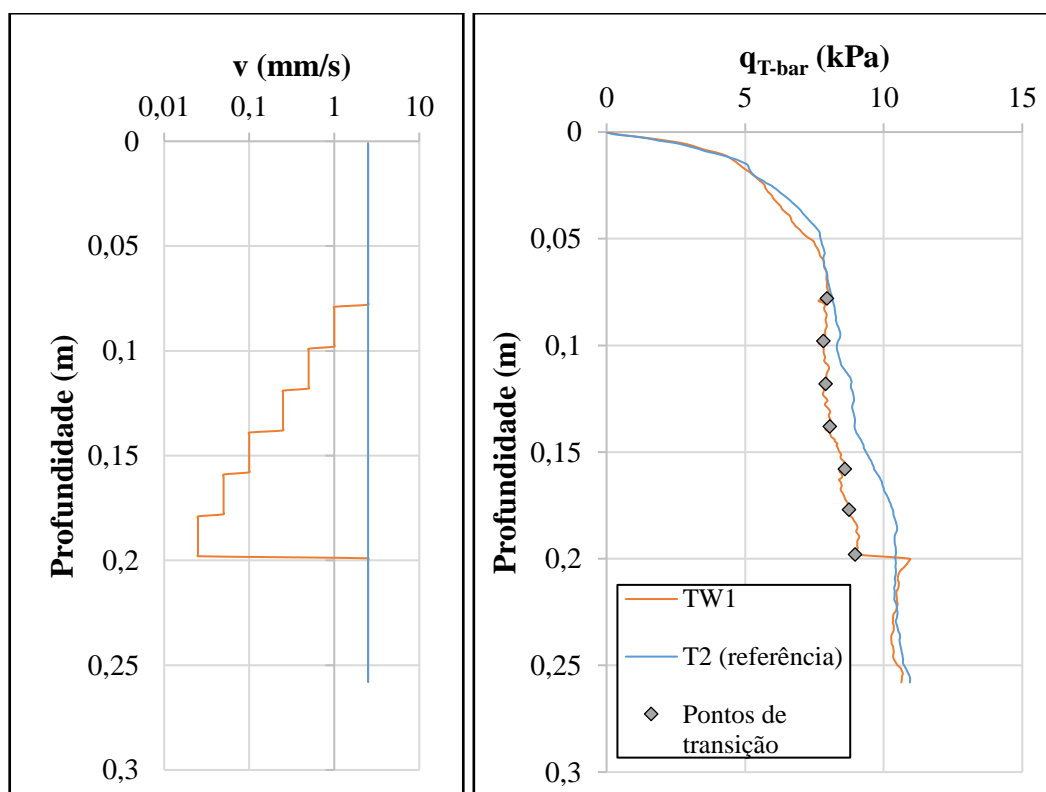 v (mm/s)
0,01 0,1 1 10
0
0,05
0,1
0,15
0,2
0,25
0,3
Profundidade (m)
q_T-bar (kPa)
0 5 10 15
0
0,05
0,1
0,15
0,2
0,25
0,3
Profundidade (m)
TW1
T2 (referência)
Pontos de
transição